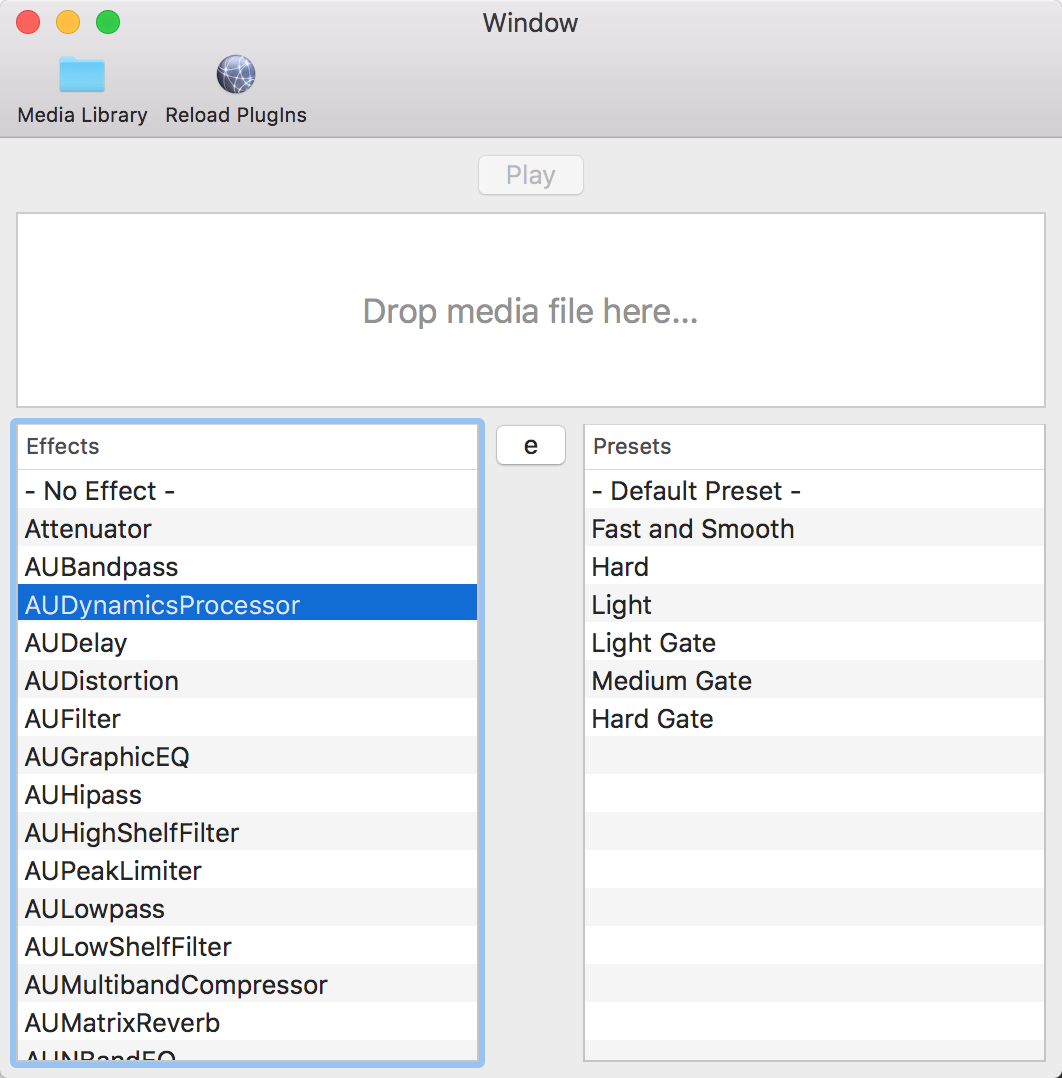 Window
Media Library
Reload PlugIns
Play
Drop media file here...
Effects
- No Effect -
Attenuator
AUBandpass
AUDynamicsProcessor
AUDelay
AUDistortion
AUFilter
AUGraphicEQ
AUHipass
AUHighShelfFilter
AUPeakLimiter
AULowpass
AULowShelfFilter
AUMultibandCompressor
AUMatrixReverb
AUNBandEQ
e
Presets
- Default Preset -
Fast and Smooth
Hard
Light
Light Gate
Medium Gate
Hard Gate